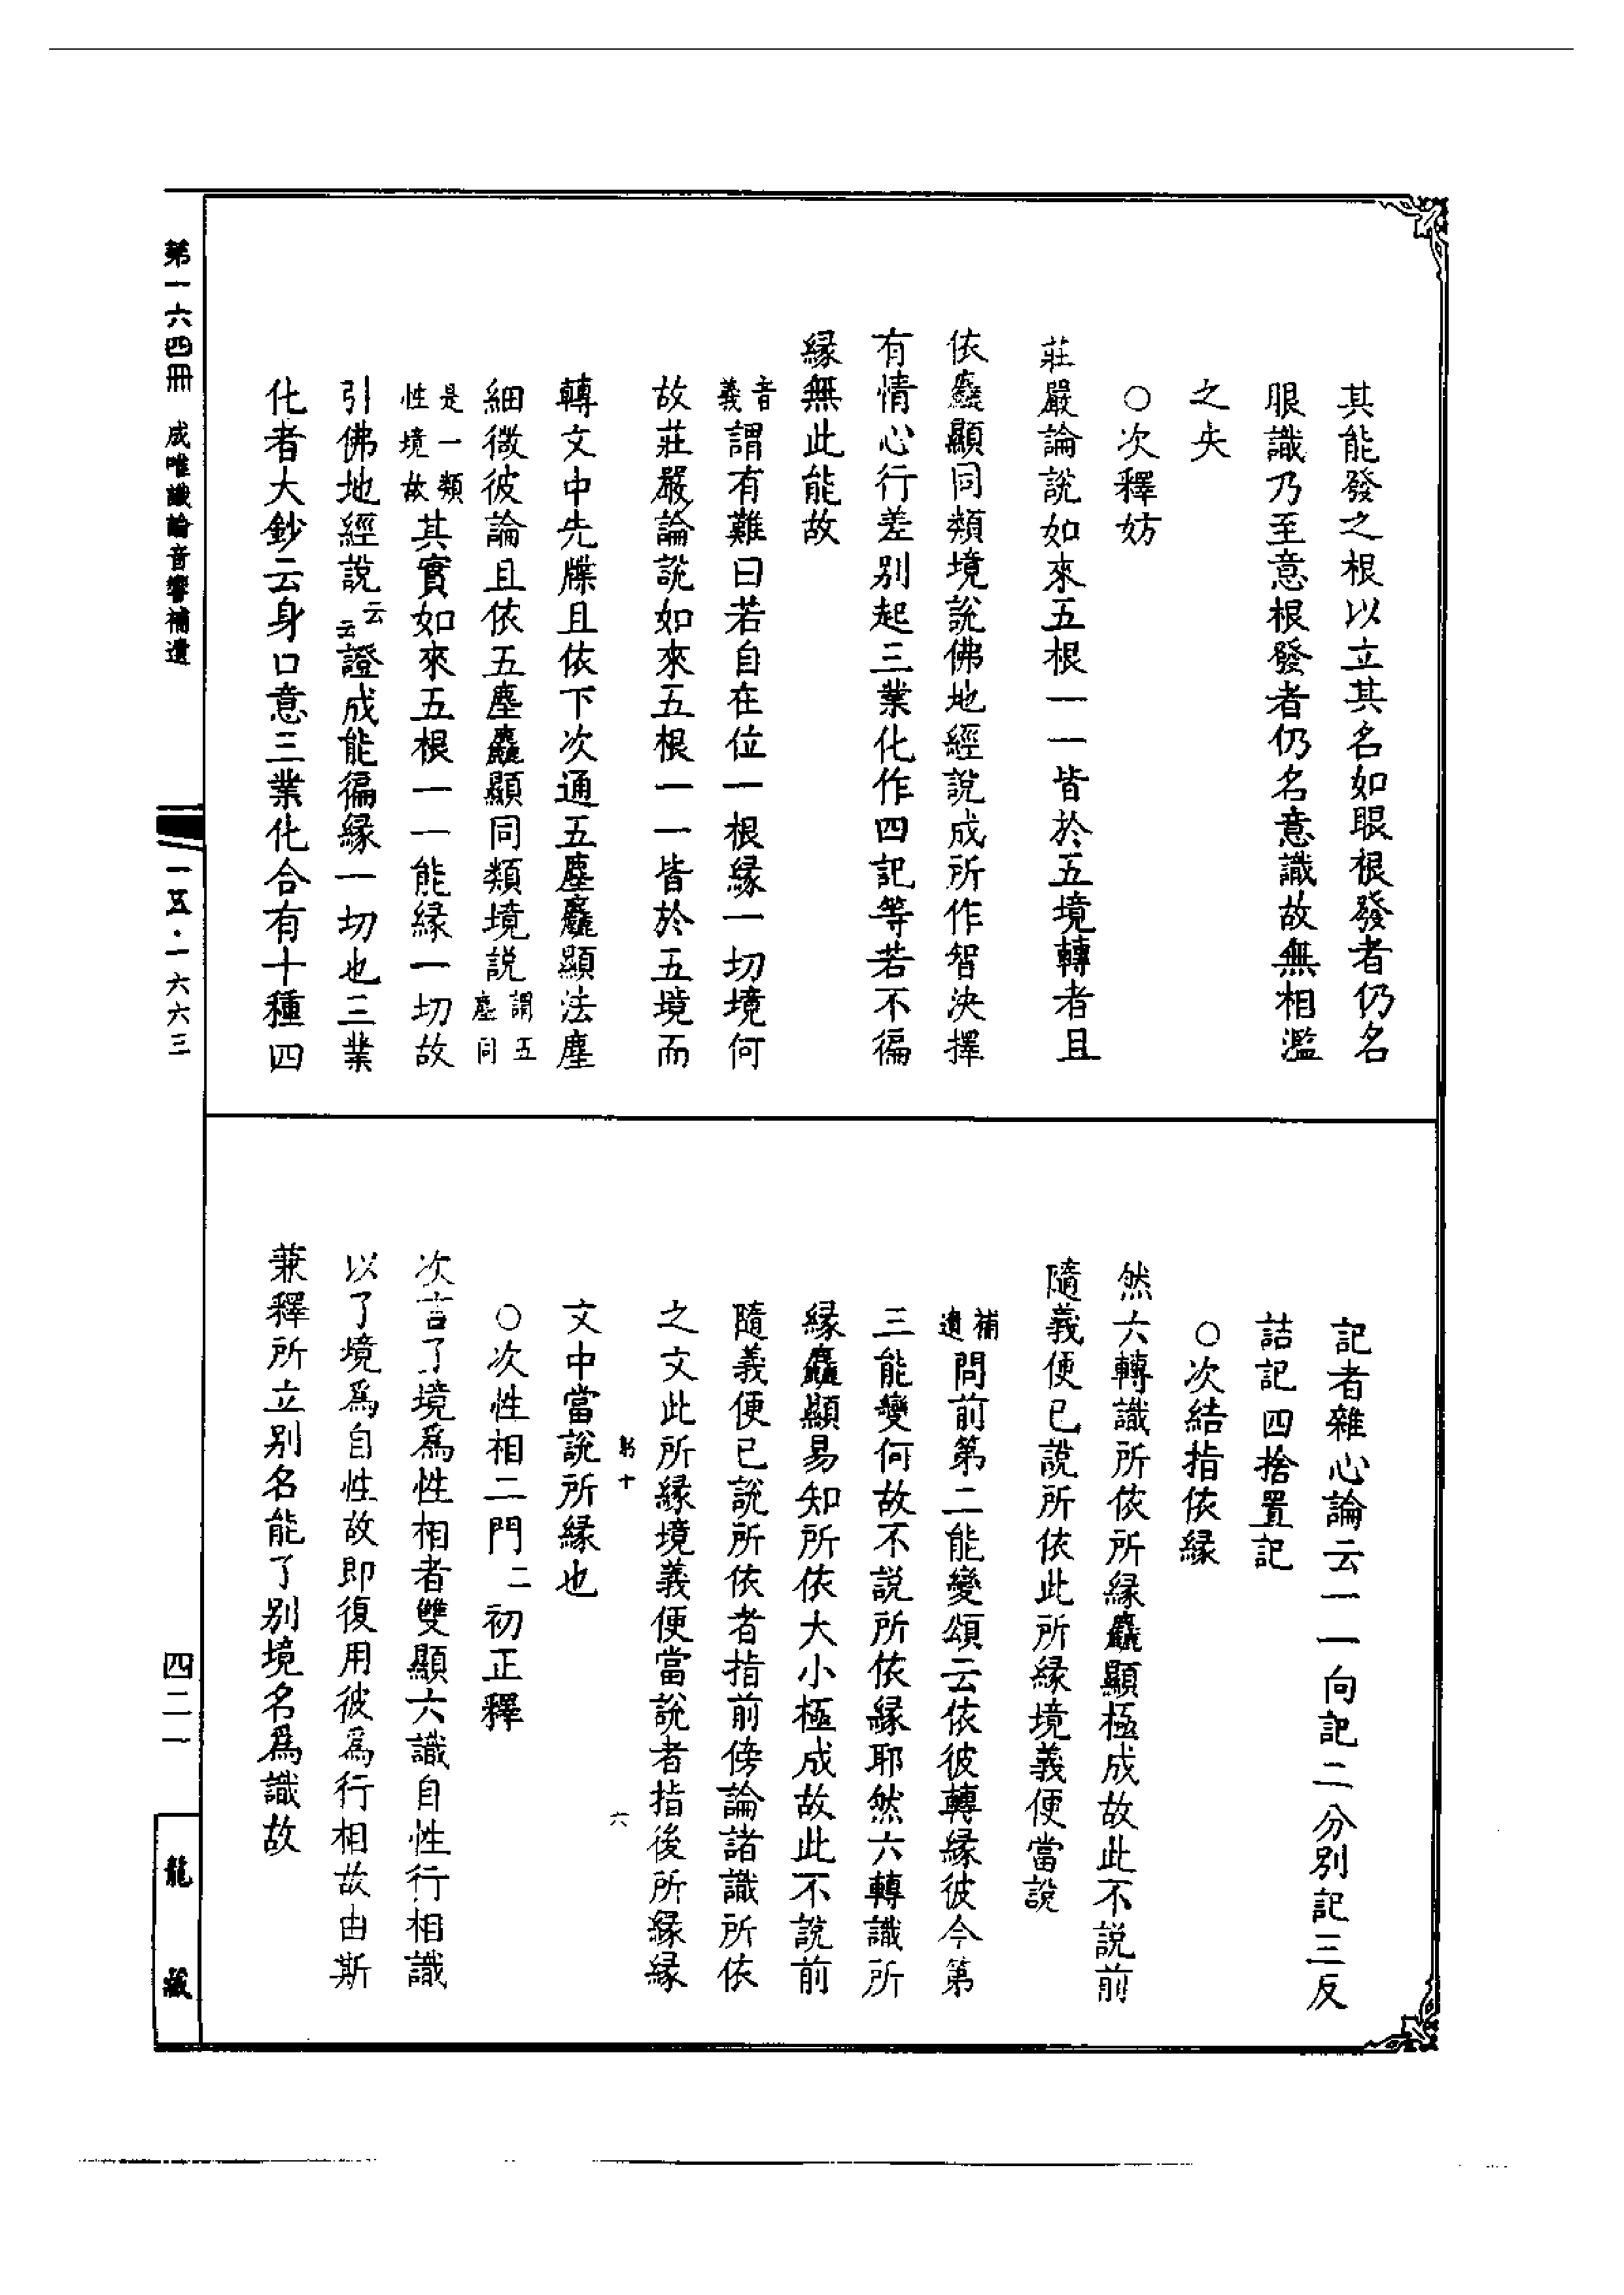 其能發之根以立其名如眼根發者仍名
眼識乃至意根發者仍名意識故無相濫
之失
○次釋妨
莊嚴論說如來五根一一皆於五境轉者且
依麤顯同類境說佛地經說成所作智決擇
有情心行差別起三業化作四記等若不徧
緣無此能故
音義謂有難曰若自在位一根緣一切境何
故莊嚴論說如來五根一一皆於五境而
轉文中先牒且依下次通五塵麤顯法塵
細微彼論且依五塵麤顯同類境說謂五塵同
是一類性境故其實如來五根一一能緣一切故
引佛地經說云云證成能徧緣一切也三業
化者大鈔云身口意三業化合有十種四
記者雜心論云一一向記二分別記三反
詰記四捨置記
○次結指依緣
然六轉識所依所緣麤顯極成故此不說前
隨義便已說所依此所緣境義便當說
補遺問前第二能變頌云依彼轉緣彼今第
三能變何故不說所依緣耶然六轉識所
緣麤顯易知所依大小極成故此不說前
隨義便已說所依者指前傍論諸識所依
之文此所緣境義便當說者指後所緣緣
文中當說所緣也
○次性相二門二初正釋
次言了境為性相者雙顯六識自性行相識
以了境為自性故即復用彼為行相故由斯
兼釋所立別名能了別境名為識故
第一六四冊 成唯識論音響補遺
一五·一六六三
四二一
龍藏
十
六